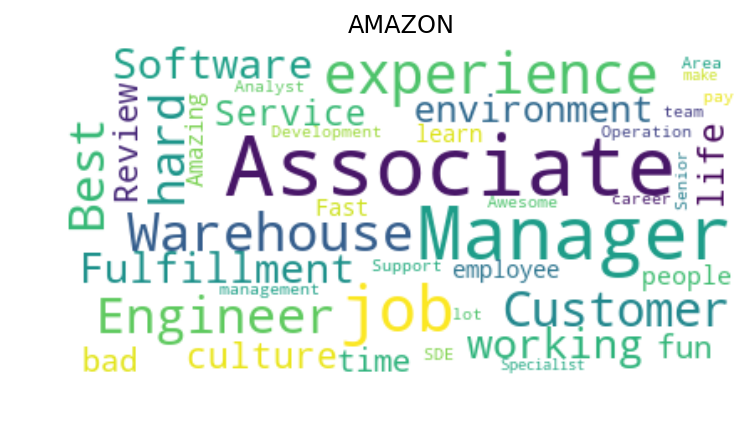 AMAZON
Software
experience
Area
make
Analyst
pay
Service
environment
team
Review
hard
Amazing
Development
learn
Operation
Best
Associate
life
Senior
career
Fast
Awesome
Warehouse
Manager
Fulfillment
Support
employee
people
management
Engineer
job
lot
Customer
working
fun
bad
culture
time
SDE
Specialist